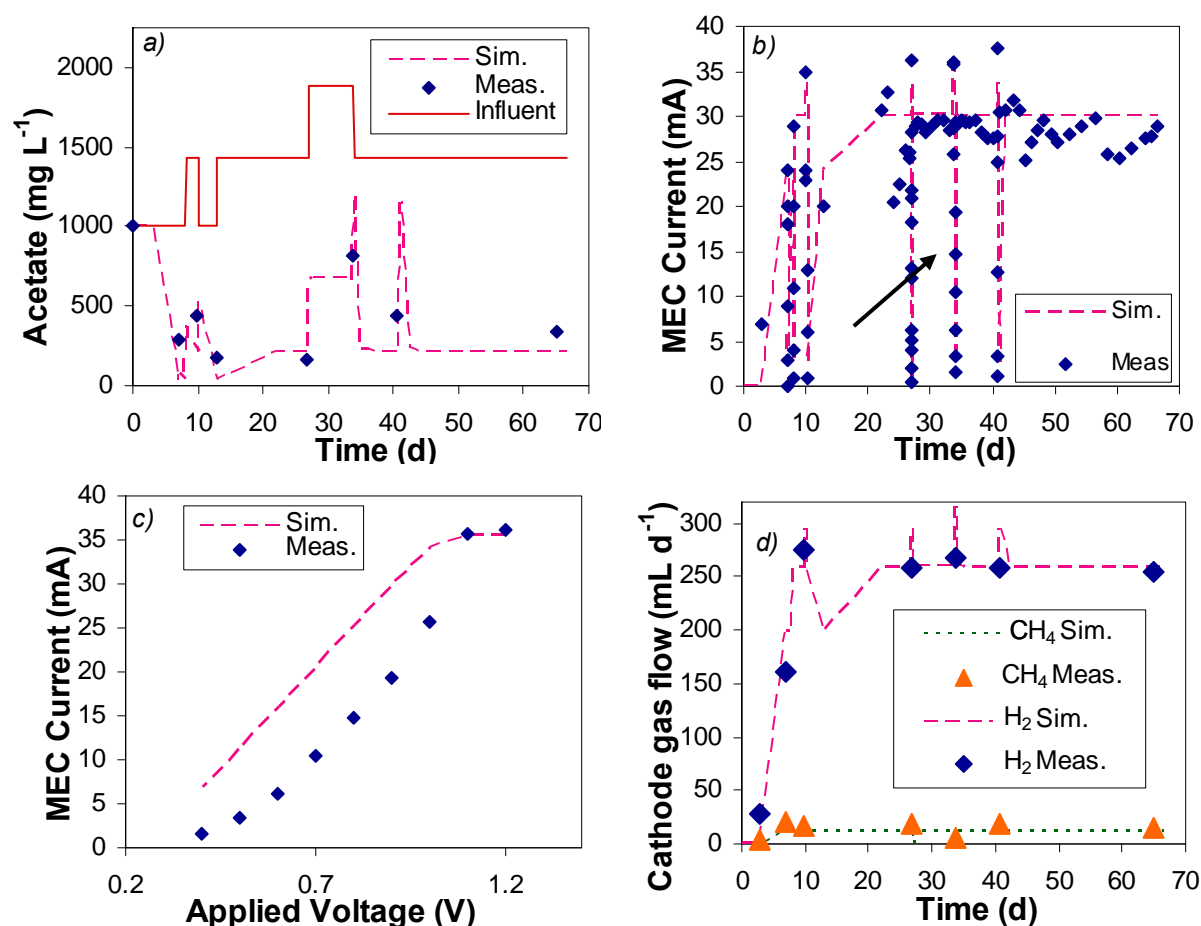 a)
Sim.
Meas.
Influent
2000
1500
1000
500
0
Acetate (mg L⁻¹)
0 10 20 30 40 50 60 70
Time (d)
b)
40
35
30
25
20
15
10
5
0
MEC Current (mA)
Sim.
Meas
0 10 20 30 40 50 60 70
Time (d)
c)
Sim.
Meas.
40
35
30
25
20
15
10
5
0
MEC Current (mA)
0.2 0.7 1.2
Applied Voltage (V)
d)
300
250
200
150
100
50
0
Cathode gas flow (mL d⁻¹)
CH₄ Sim.
CH₄ Meas.
H₂ Sim.
H₂ Meas.
0 10 20 30 40 50 60 70
Time (d)